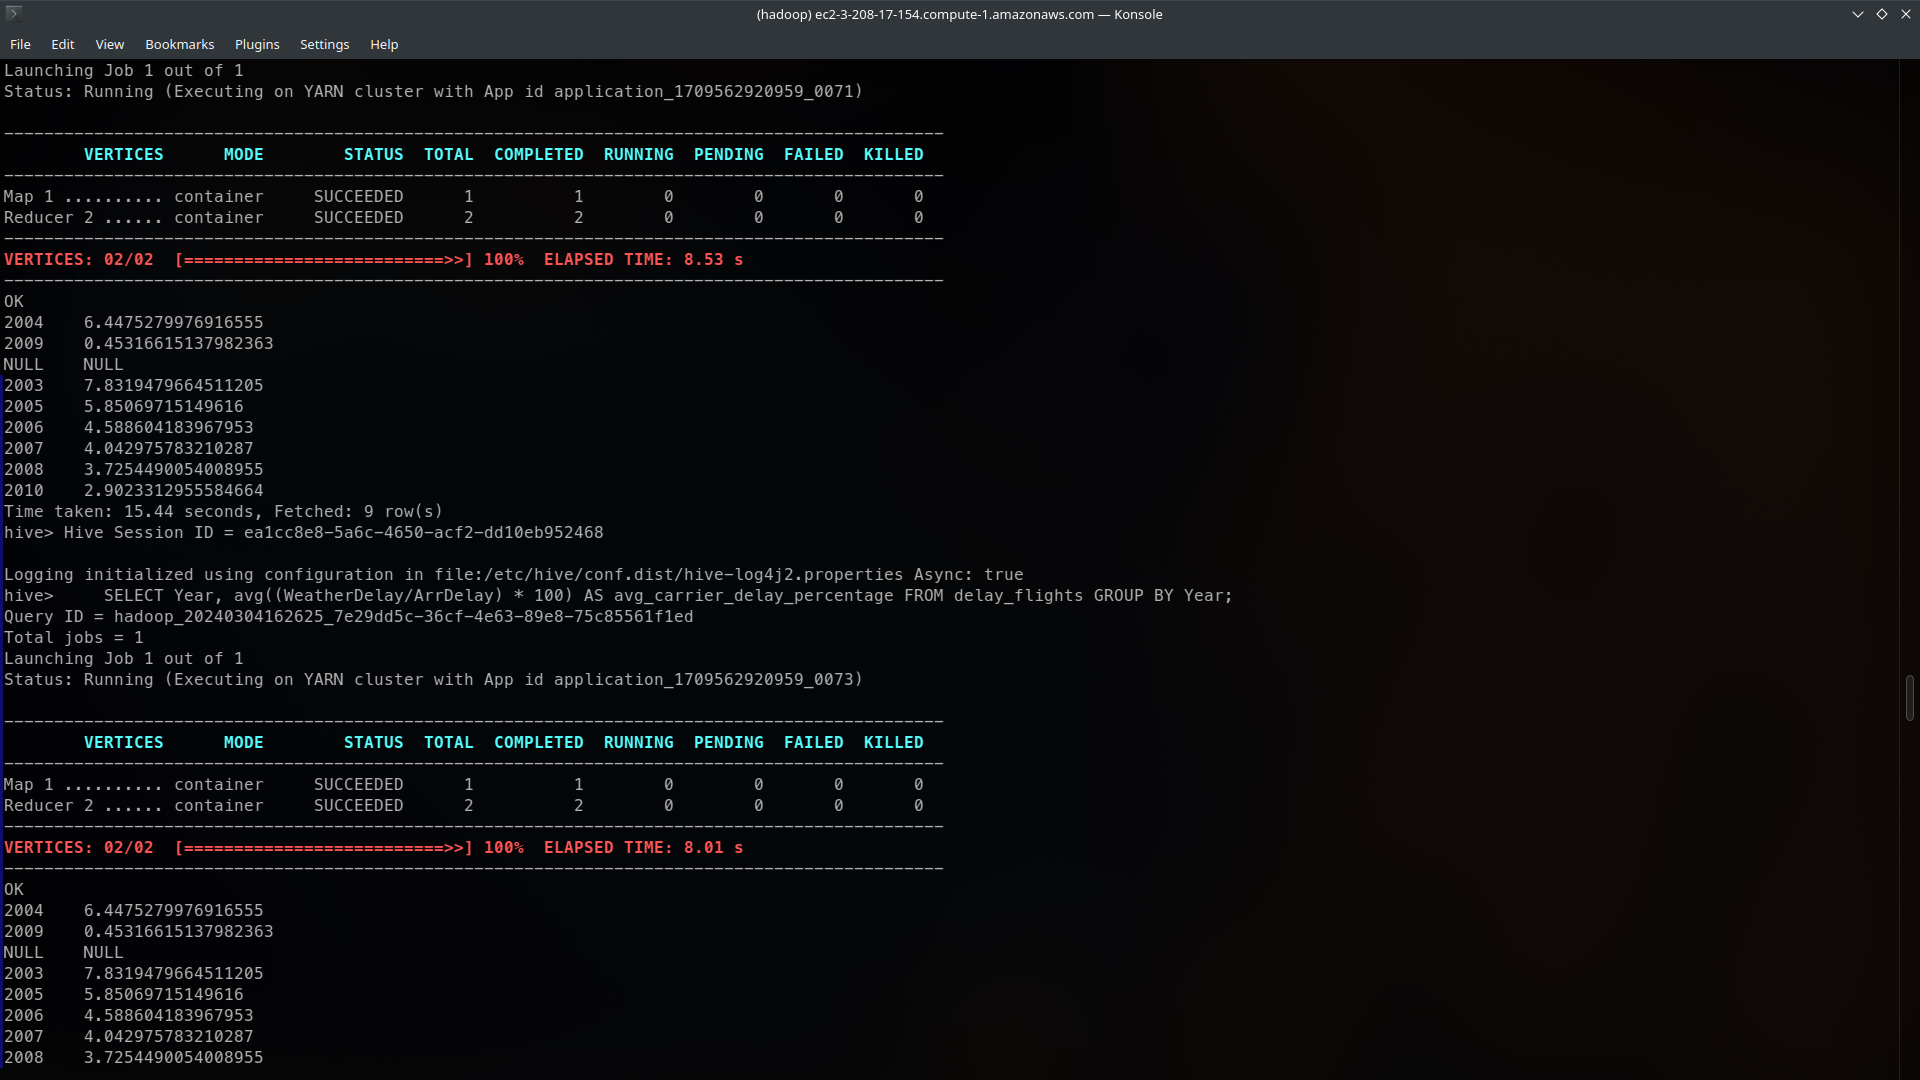 (hadoop) ec2-3-208-17-154.compute-1.amazonaws.com — Konsole
File Edit View Bookmarks Plugins Settings Help
Launching Job 1 out of 1
Status: Running (Executing on YARN cluster with App id application_1709562920959_0071)
----------------------------------------------------------------------------------------------
VERTICES MODE STATUS TOTAL COMPLETED RUNNING PENDING FAILED KILLED
----------------------------------------------------------------------------------------------
Map 1 .......... container SUCCEEDED 1 1 0 0 0 0
Reducer 2 ...... container SUCCEEDED 2 2 0 0 0 0
----------------------------------------------------------------------------------------------
VERTICES: 02/02 [==========================>>] 100% ELAPSED TIME: 8.53 s
----------------------------------------------------------------------------------------------
OK
2004 6.4475279976916555
2009 0.45316615137982363
NULL NULL
2003 7.8319479664511205
2005 5.85069715149616
2006 4.588604183967953
2007 4.042975783210287
2008 3.7254490054008955
2010 2.9023312955584664
Time taken: 15.44 seconds, Fetched: 9 row(s)
hive> Hive Session ID = ea1cc8e8-5a6c-4650-acf2-dd10eb952468
Logging initialized using configuration in file:/etc/hive/conf.dist/hive-log4j2.properties Async: true
hive> SELECT Year, avg((WeatherDelay/ArrDelay) * 100) AS avg_carrier_delay_percentage FROM delay_flights GROUP BY Year;
Query ID = hadoop_20240304162625_7e29dd5c-36cf-4e63-89e8-75c85561f1ed
Total jobs = 1
Launching Job 1 out of 1
Status: Running (Executing on YARN cluster with App id application_1709562920959_0073)
----------------------------------------------------------------------------------------------
VERTICES MODE STATUS TOTAL COMPLETED RUNNING PENDING FAILED KILLED
----------------------------------------------------------------------------------------------
Map 1 .......... container SUCCEEDED 1 1 0 0 0 0
Reducer 2 ...... container SUCCEEDED 2 2 0 0 0 0
----------------------------------------------------------------------------------------------
VERTICES: 02/02 [==========================>>] 100% ELAPSED TIME: 8.01 s
----------------------------------------------------------------------------------------------
OK
2004 6.4475279976916555
2009 0.45316615137982363
NULL NULL
2003 7.8319479664511205
2005 5.85069715149616
2006 4.588604183967953
2007 4.042975783210287
2008 3.7254490054008955